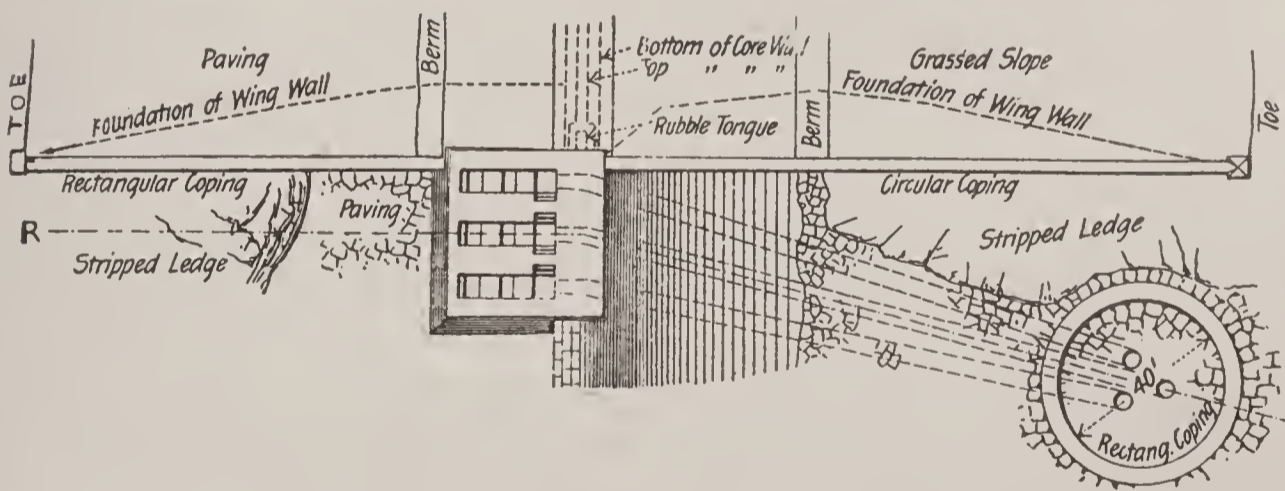 TOE
Paving
Foundation of Wing Wall
Berm
Bottom of Core Wall
Top " " "
Rubble Tongue
Berm
Grassed Slope
Foundation of Wing Wall
Toe
Rectangular Coping
Circular Coping
R
Paving
Stripped Ledge
Stripped Ledge
40'
H
Rectang. Coping